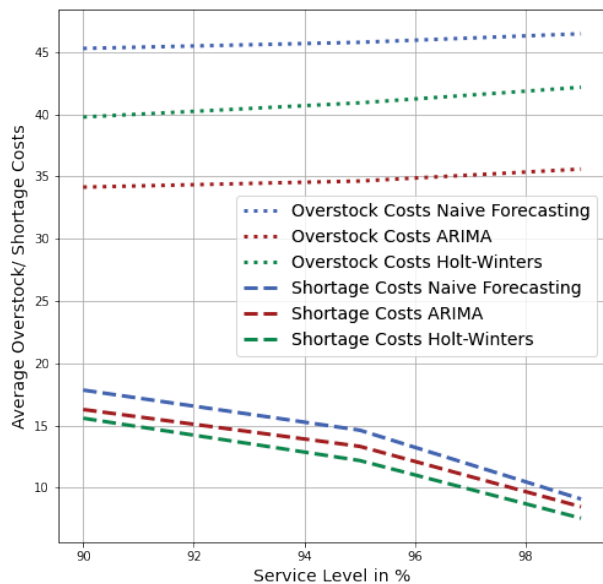 Average Overstock/ Shortage Costs
45
40
35
30
25
20
15
10
Overstock Costs Naive Forecasting
Overstock Costs ARIMA
Overstock Costs Holt-Winters
Shortage Costs Naive Forecasting
Shortage Costs ARIMA
Shortage Costs Holt-Winters
90 92 94 96 98
Service Level in %